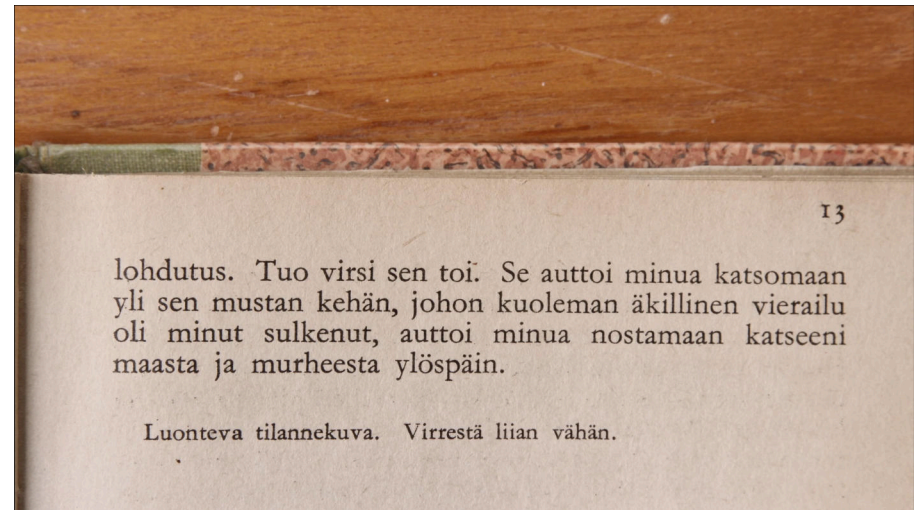 13
lohdutus. Tuo virsi sen toi. Se auttoi minua katsomaan
yli sen mustan kehän, johon kuoleman äkillinen vierailu
oli minut sulkenut, auttoi minua nostamaan katseeni
maasta ja murheesta ylöspäin.
Luonteva tilannekuva. Virrestä liian vähän.